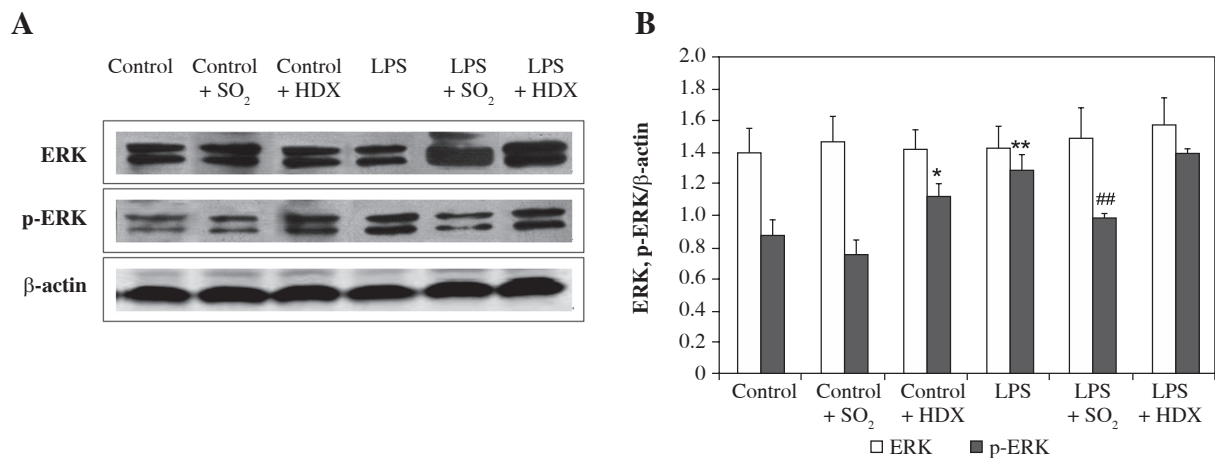 A
Control Control Control LPS LPS LPS
+ SO₂ + HDX + SO₂ + HDX
ERK
p-ERK
β-actin
B
ERK, p-ERK/β-actin
2.0
1.8
1.6
1.4
1.2
1.0
0.8
0.6
0.4
0.2
0
*
**
##
Control Control Control LPS LPS LPS
+ SO₂ + HDX + SO₂ + HDX
ERK p-ERK